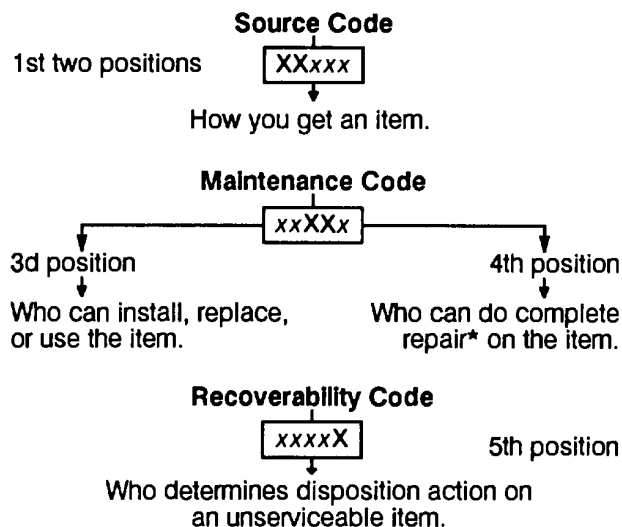 Source Code
1st two positions
XXxxx
How you get an item.
Maintenance Code
xxXXx
3d position
4th position
Who can install, replace,
or use the item.
Who can do complete
repair* on the item.
Recoverability Code
xxxxX
5th position
Who determines disposition action on
an unserviceable item.